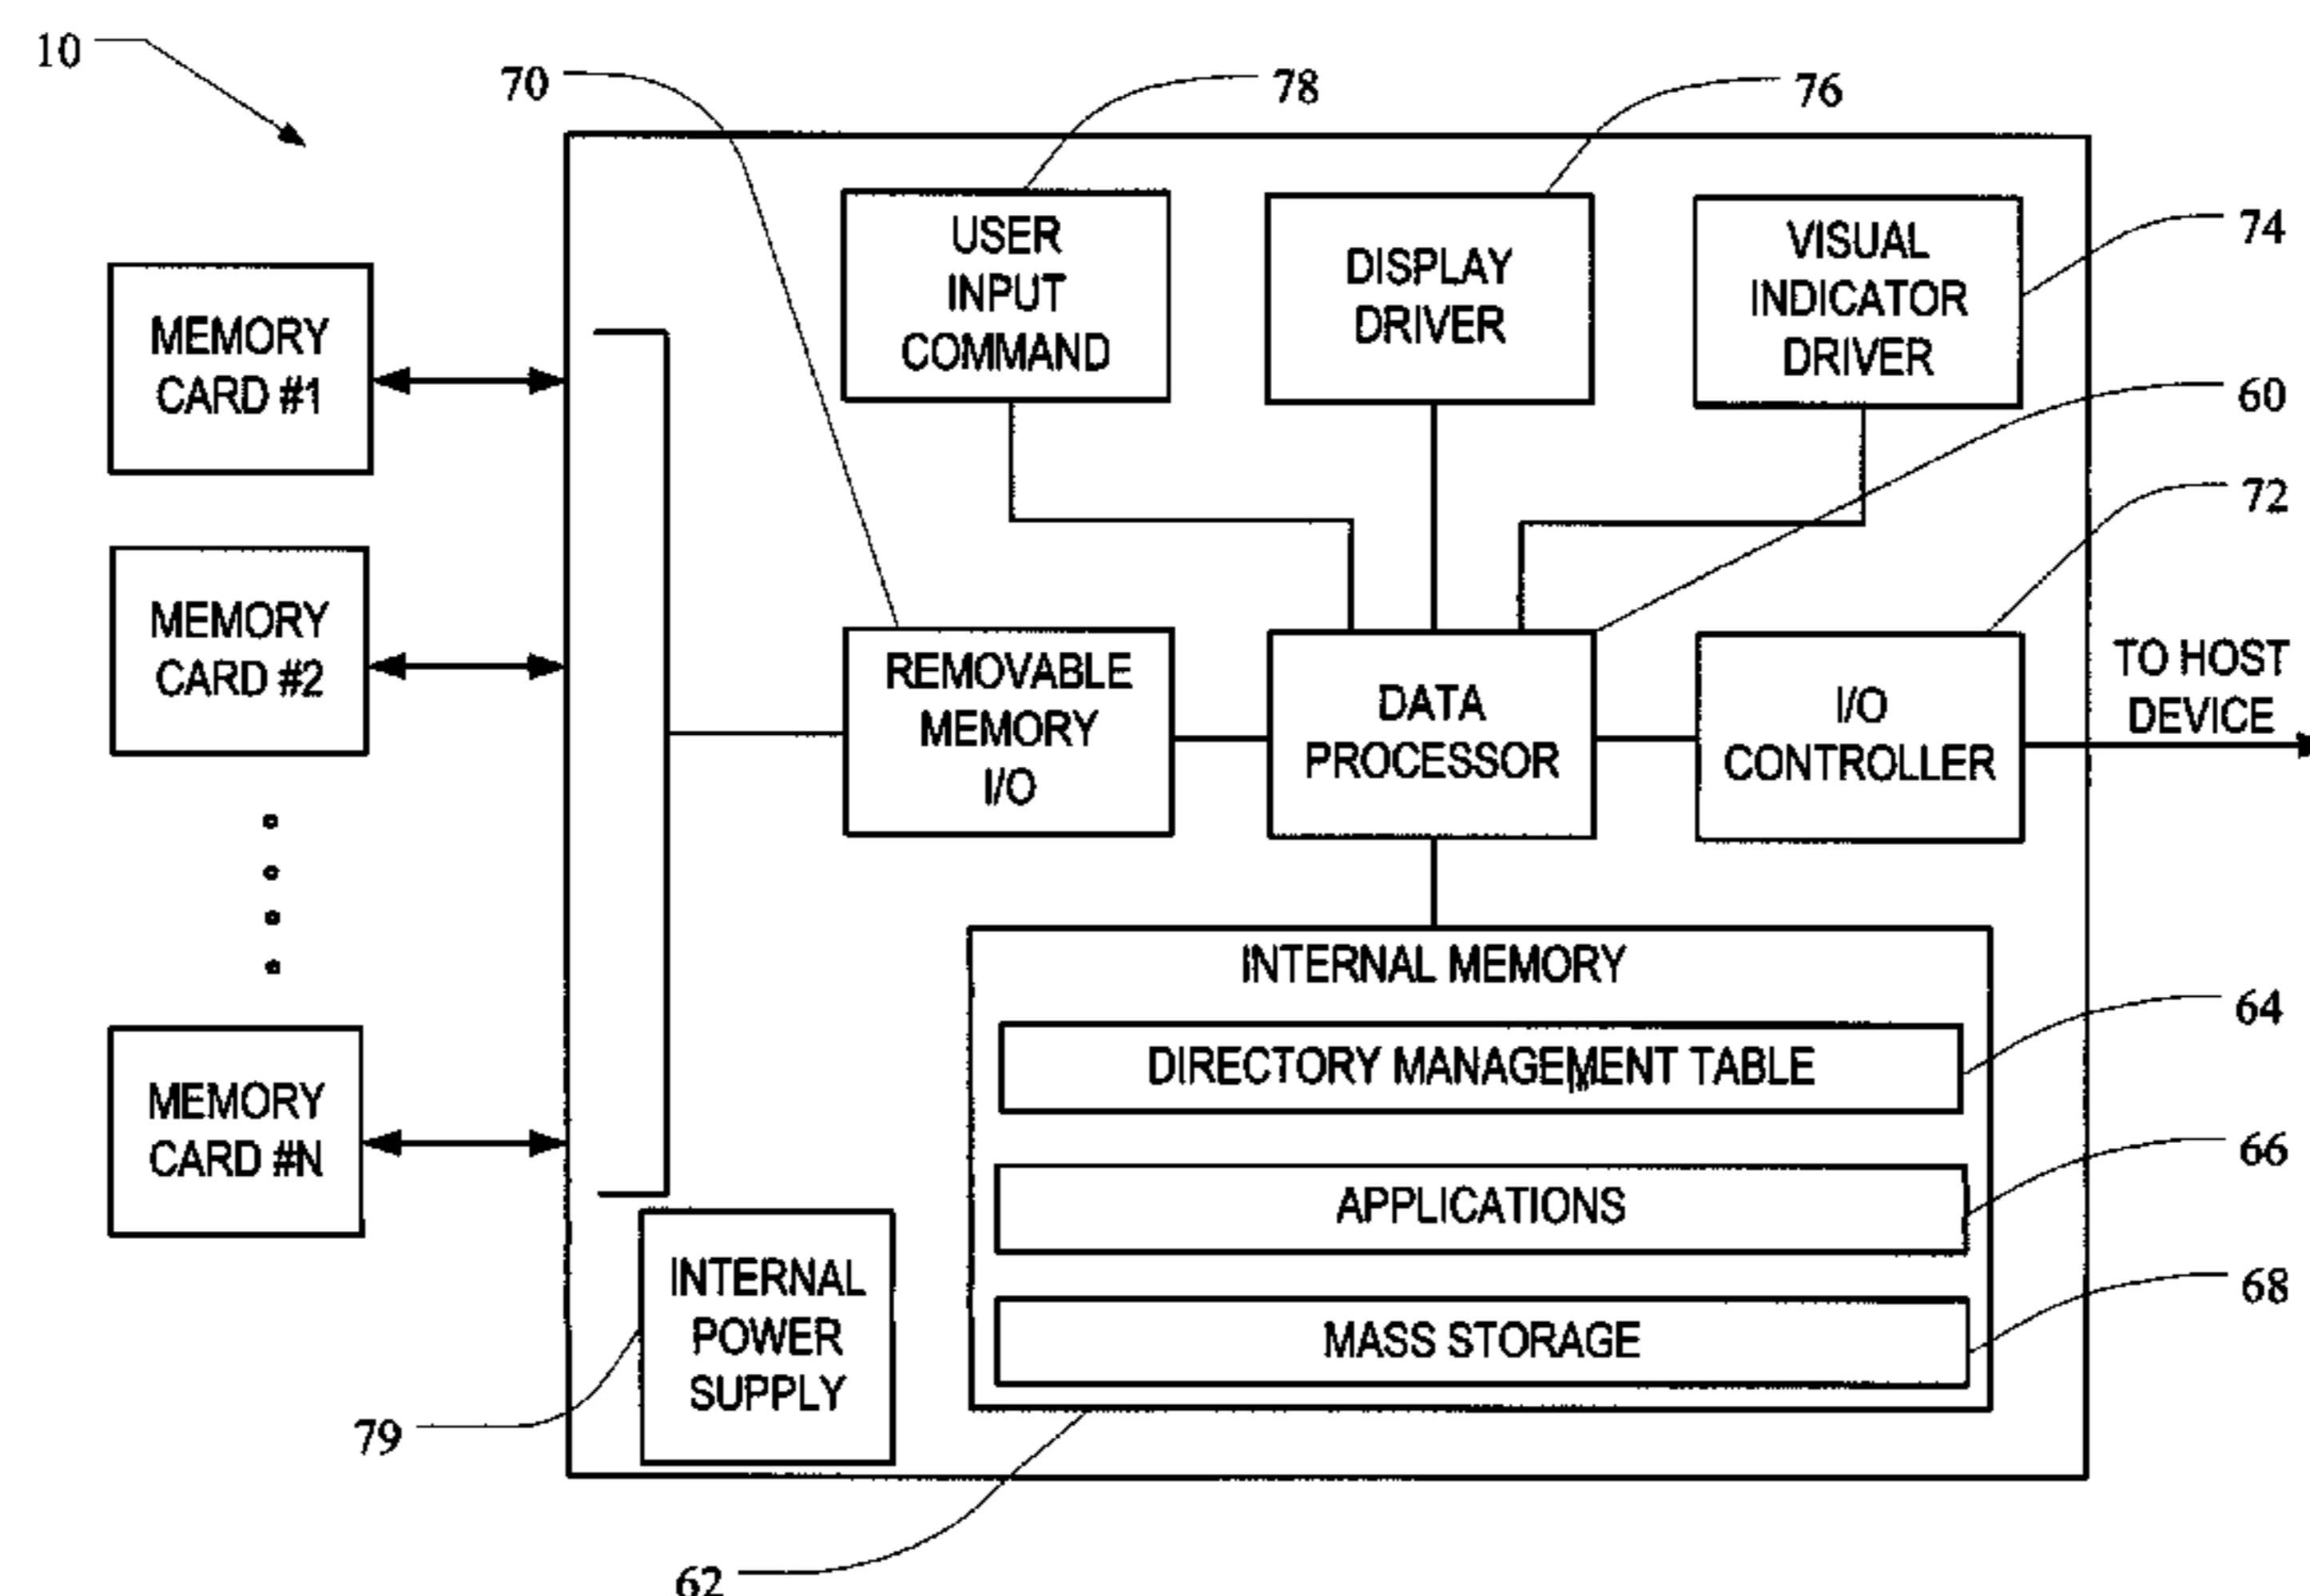 10
70
78
76
74
60
72
MEMORY
CARD #1
MEMORY
CARD #2
MEMORY
CARD #N
USER
INPUT
COMMAND
DISPLAY
DRIVER
VISUAL
INDICATOR
DRIVER
REMOVABLE
MEMORY
I/O
DATA
PROCESSOR
I/O
CONTROLLER
TO HOST
DEVICE
INTERNAL MEMORY
DIRECTORY MANAGEMENT TABLE
64
APPLICATIONS
66
MASS STORAGE
68
INTERNAL
POWER
SUPPLY
79
62